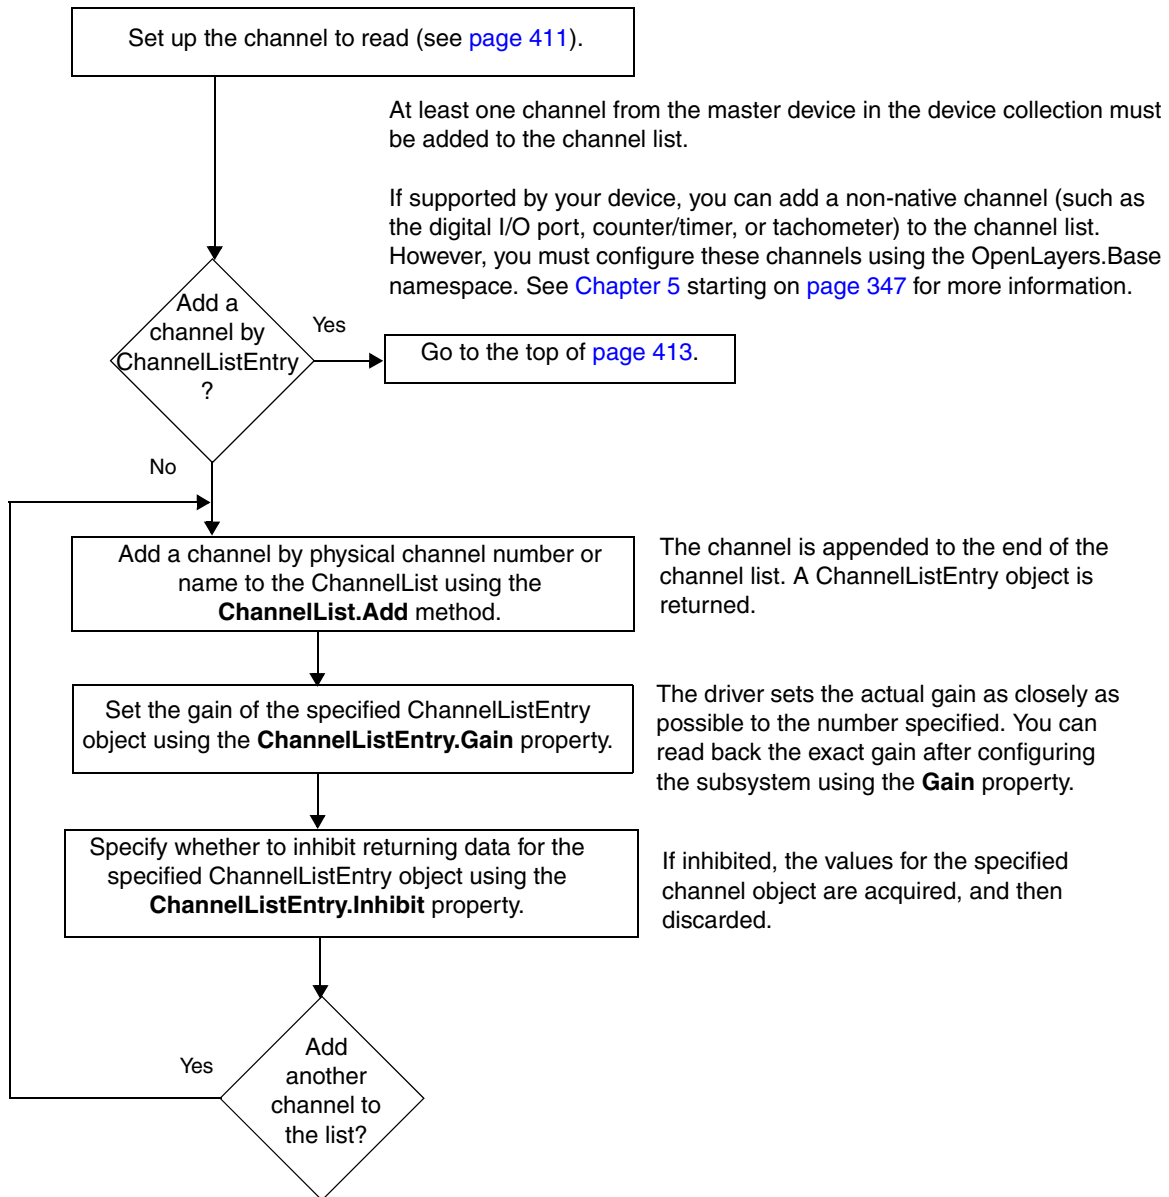 Set up the channel to read (see page 411).
At least one channel from the master device in the device collection must
be added to the channel list.
If supported by your device, you can add a non-native channel (such as
the digital I/O port, counter/timer, or tachometer) to the channel list.
However, you must configure these channels using the OpenLayers.Base
namespace. See Chapter 5 starting on page 347 for more information.
Add a
channel by
ChannelListEntry
?
Yes
Go to the top of page 413.
No
Add a channel by physical channel number or
name to the ChannelList using the
ChannelList.Add method.
The channel is appended to the end of the
channel list. A ChannelListEntry object is
returned.
Set the gain of the specified ChannelListEntry
object using the ChannelListEntry.Gain property.
The driver sets the actual gain as closely as
possible to the number specified. You can
read back the exact gain after configuring
the subsystem using the Gain property.
Specify whether to inhibit returning data for the
specified ChannelListEntry object using the
ChannelListEntry.Inhibit property.
If inhibited, the values for the specified
channel object are acquired, and then
discarded.
Yes
Add
another
channel to
the list?